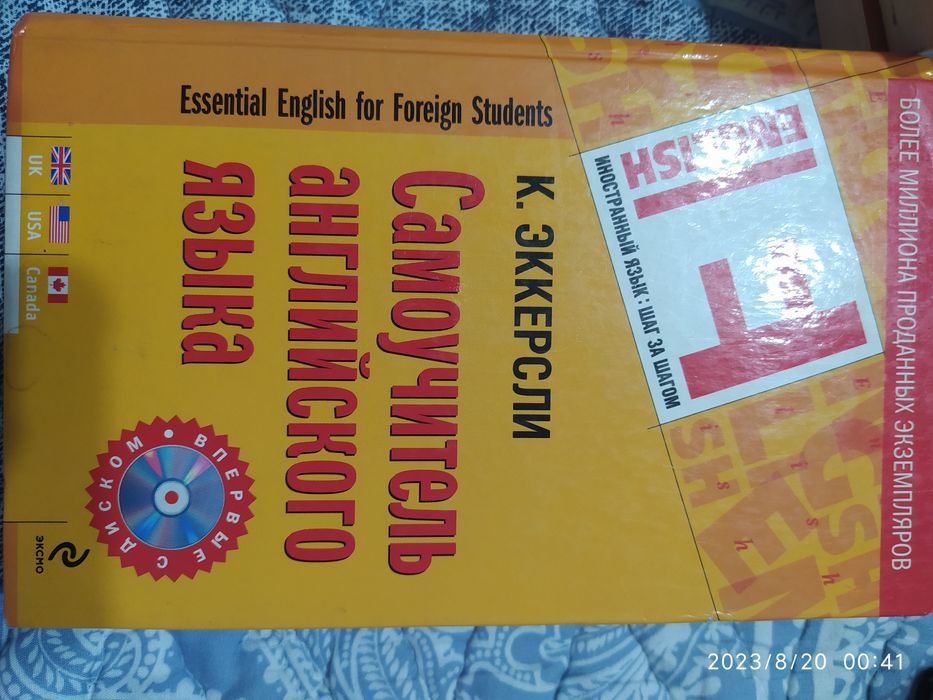 БОЛЕЕ МИЛЛИОНА ПРОДАННЫХ ЭКЗЕМПЛЯРОВ
ENGLISH
ИНОСТРАННЫЙ ЯЗЫК: ШАГ ЗА ШАГОМ
К. ЭККЕРСЛИ
Самоучитель
английского
языка
Essential English for Foreign Students
ВПЕРВЫЕ С ДИСКОМ
UK
USA
Canada
ЭКСМО
2023/8/20 00:41